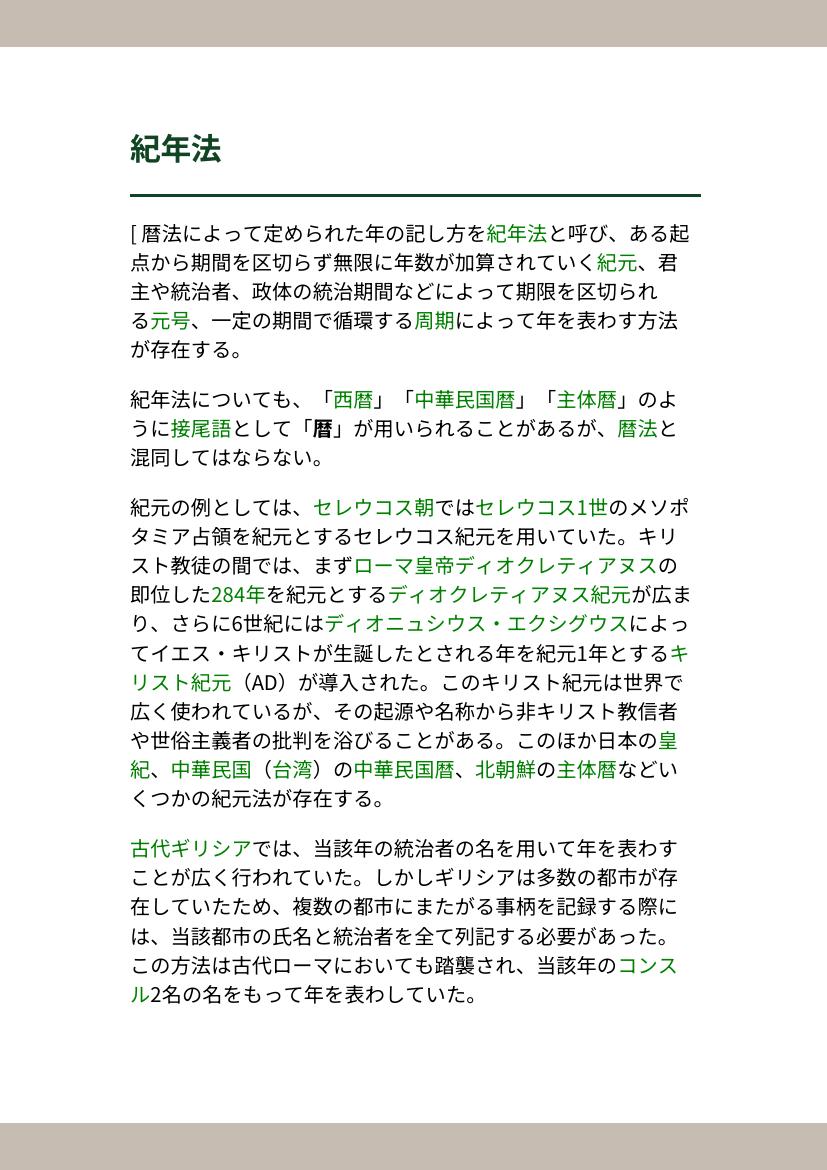 紀年法
[ 暦法によって定められた年の記し方を紀年法と呼び、ある起
点から期間を区切らず無限に年数が加算されていく紀元、君
主や統治者、政体の統治期間などによって期限を区切られ
る元号、一定の期間で循環する周期によって年を表わす方法
が存在する。
紀年法についても、「西暦」「中華民国暦」「主体暦」のよ
うに接尾語として「暦」が用いられることがあるが、暦法と
混同してはならない。
紀元の例としては、セレウコス朝ではセレウコス1世のメソポ
タミア占領を紀元とするセレウコス紀元を用いていた。キリ
スト教徒の間では、まずローマ皇帝ディオクレティアヌスの
即位した284年を紀元とするディオクレティアヌス紀元が広ま
り、さらに6世紀にはディオニュシウス・エクシグウスによっ
てイエス・キリストが生誕したとされる年を紀元1年とするキ
リスト紀元（AD）が導入された。このキリスト紀元は世界で
広く使われているが、その起源や名称から非キリスト教信者
や世俗主義者の批判を浴びることがある。このほか日本の皇
紀、中華民国（台湾）の中華民国暦、北朝鮮の主体暦などい
くつかの紀元法が存在する。
古代ギリシアでは、当該年の統治者の名を用いて年を表わす
ことが広く行われていた。しかしギリシアは多数の都市が存
在していたため、複数の都市にまたがる事柄を記録する際に
は、当該都市の氏名と統治者を全て列記する必要があった。
この方法は古代ローマにおいても踏襲され、当該年のコンス
ル2名の名をもって年を表わしていた。